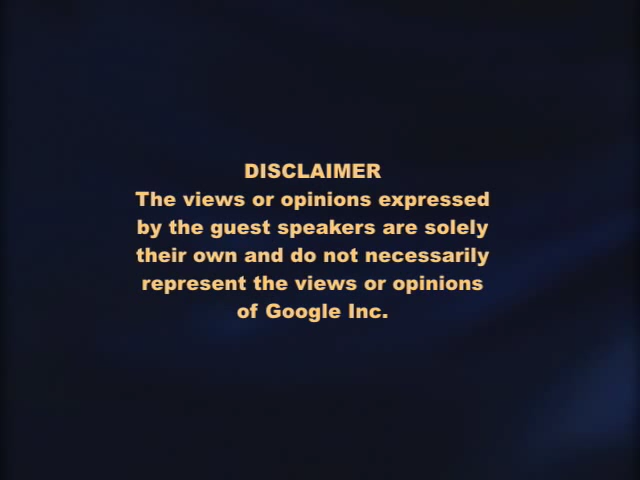 DISCLAIMER
The views or opinions expressed
by the guest speakers are solely
their own and do not necessarily
represent the views or opinions
of Google Inc.